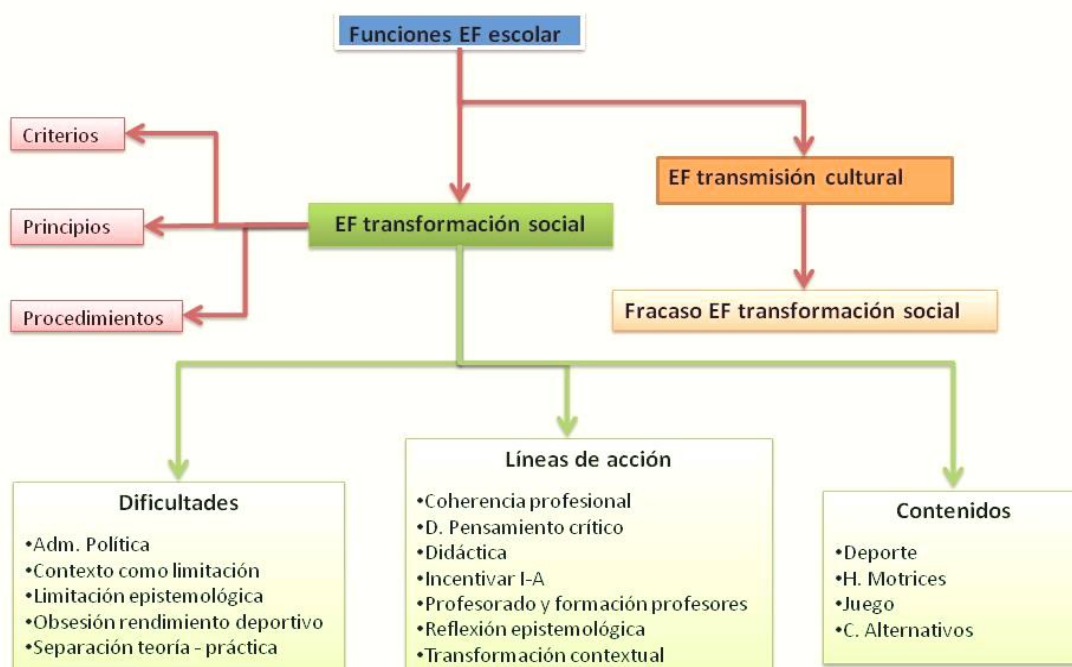 Funciones EF escolar
Criterios
EF transmisión cultural
Principios
EF transformación social
Procedimientos
Fracaso EF transformación social
Dificultades
•Adm. Política
•Contexto como limitación
•Limitación epistemológica
•Obsesión rendimiento deportivo
•Separación teoría - práctica
Líneas de acción
•Coherencia profesional
•D. Pensamiento crítico
•Didáctica
•Incentivar I-A
•Profesorado y formación profesores
•Reflexión epistemológica
•Transformación contextual
Contenidos
•Deporte
•H. Motrices
•Juego
•C. Alternativos